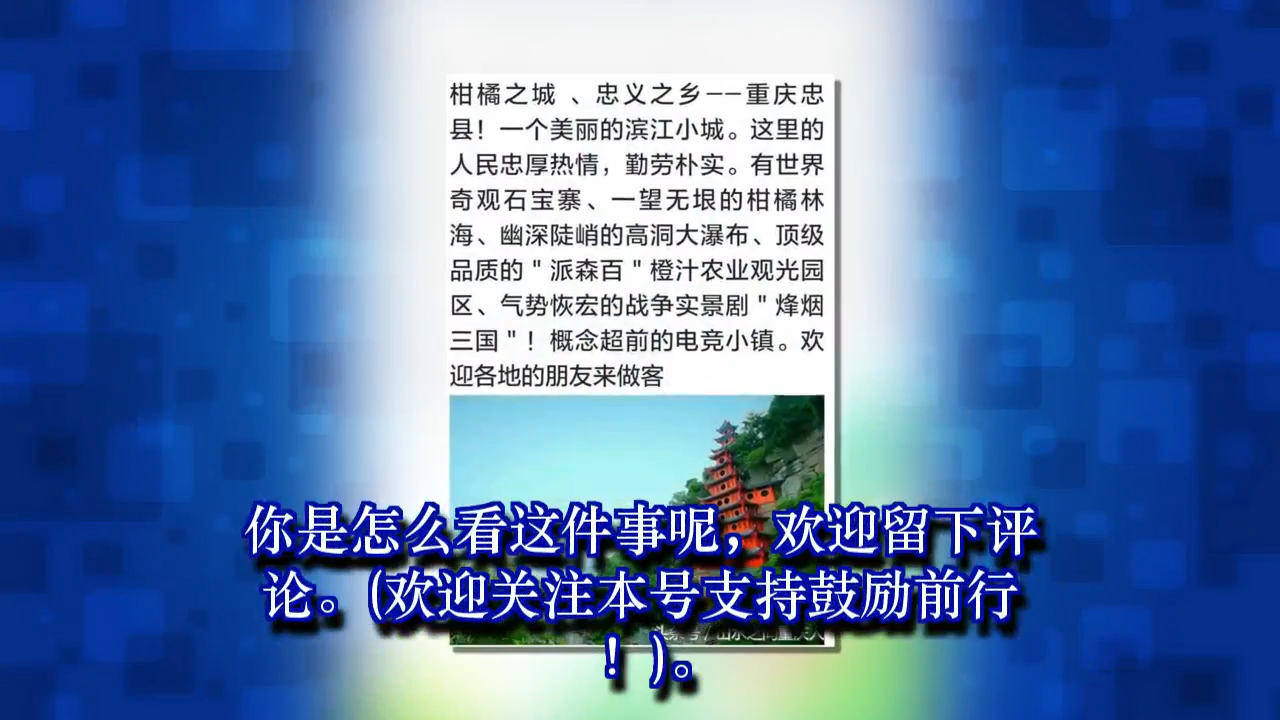 柑橘之城 、忠义之乡——重庆忠
县！一个美丽的滨江小城。这里的
人民忠厚热情，勤劳朴实。有世界
奇观石宝寨、一望无垠的柑橘林
海、幽深陡峭的高洞大瀑布、顶级
品质的＂派森百＂橙汁农业观光园
区、气势恢宏的战争实景剧＂烽烟
三国＂！概念超前的电竞小镇。欢
迎各地的朋友来做客
你是怎么看这件事呢，欢迎留下评
论。(欢迎关注本号支持鼓励前行
！)。